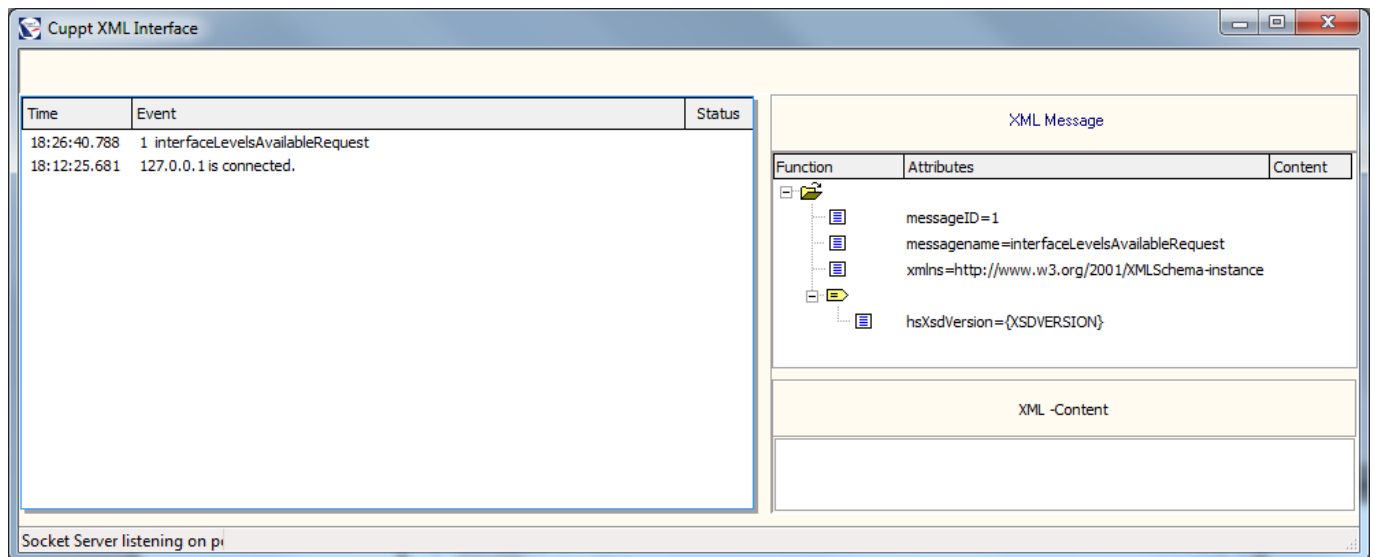 Cuppt XML Interface
Time Event Status
18:26:40.788 1 interfaceLevelsAvailableRequest
18:12:25.681 127.0.0.1 is connected.
XML Message
Function Attributes Content
messageID=1
messagename=interfaceLevelsAvailableRequest
xmlns=http://www.w3.org/2001/XMLSchema-instance
hsXsdVersion={XSDVERSION}
XML -Content
Socket Server listening on